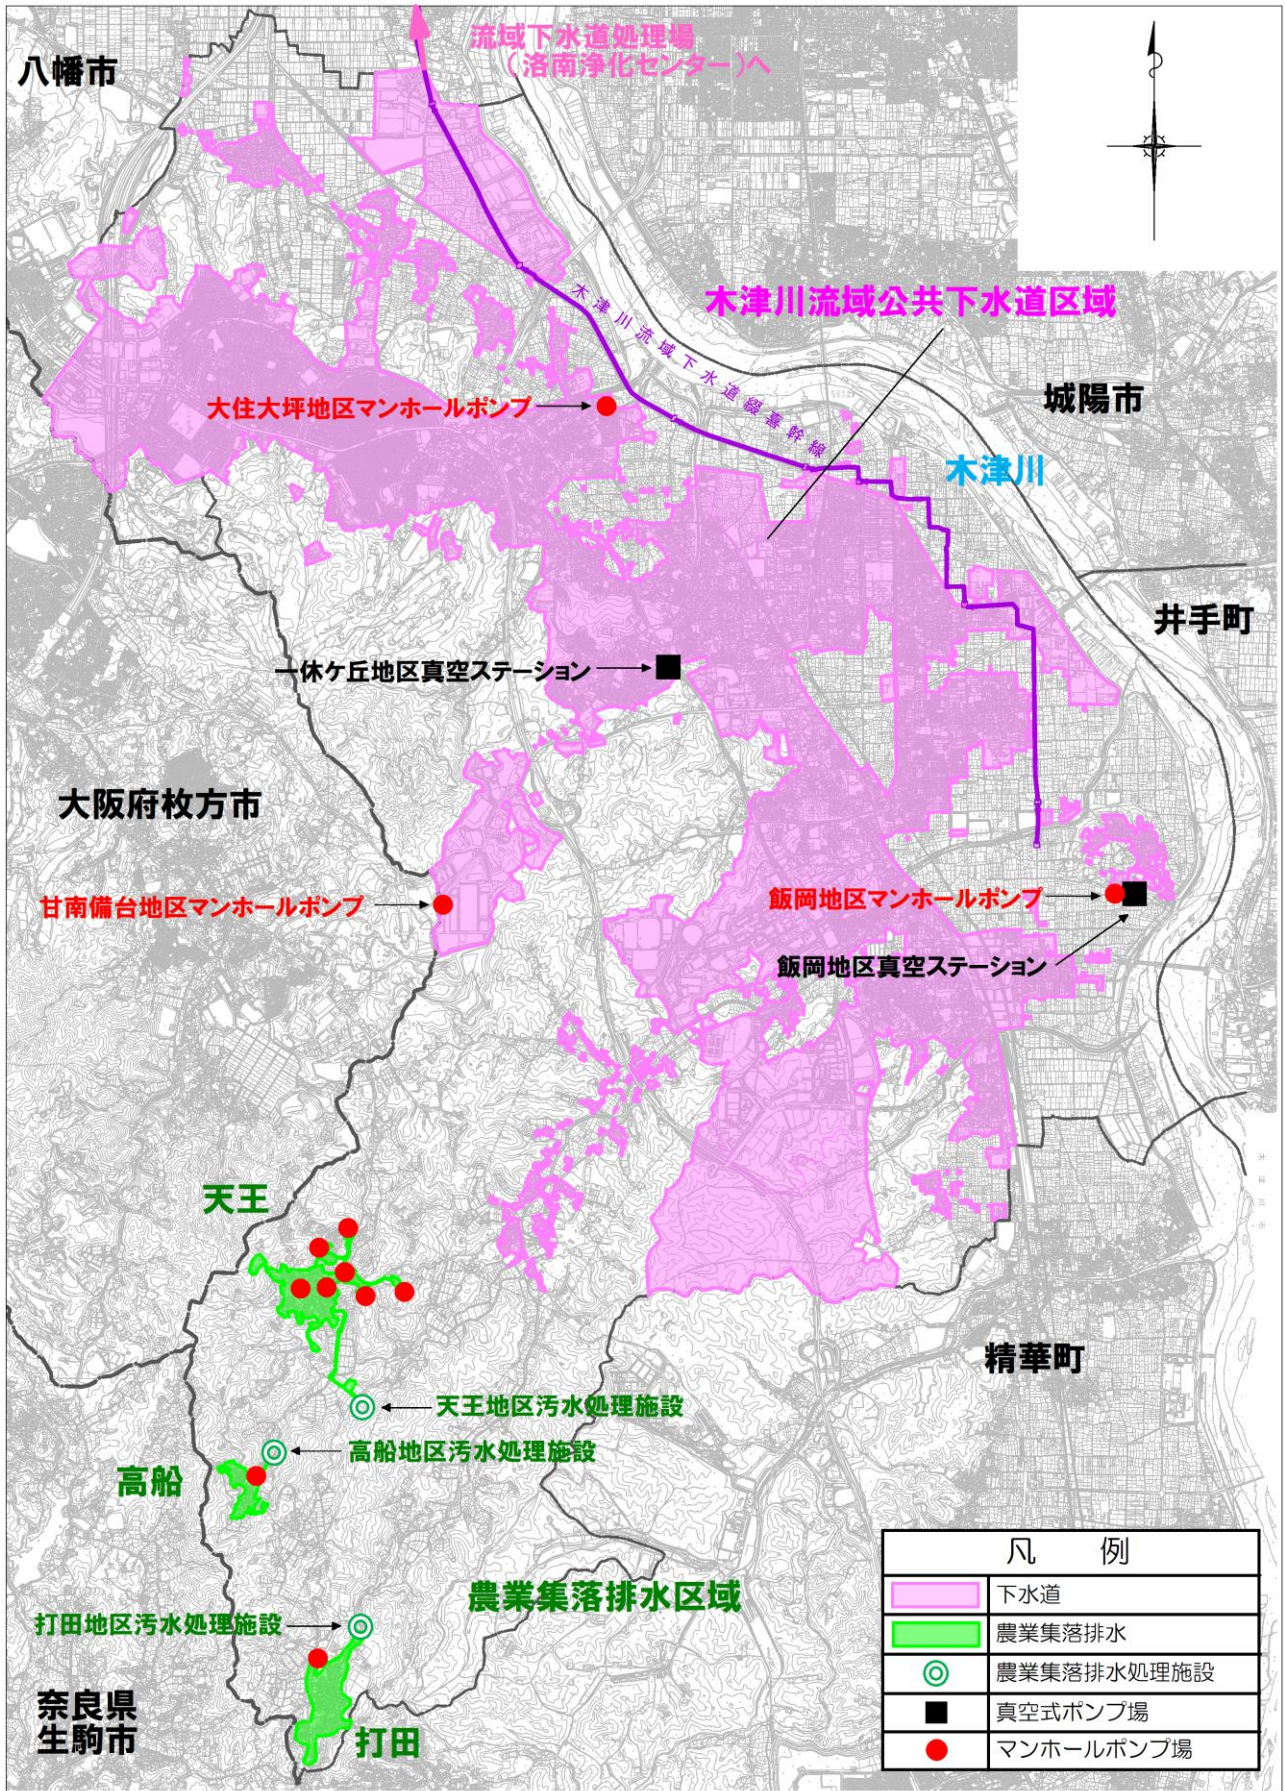 流域下水道処理場
(洛南浄化センター)へ
八幡市
木津川流域公共下水道区域
木津川流域下水道綴喜幹線
城陽市
大住大坪地区マンホールポンプ
木津川
井手町
一休ケ丘地区真空ステーション
大阪府枚方市
甘南備台地区マンホールポンプ
飯岡地区マンホールポンプ
飯岡地区真空ステーション
天王
精華町
天王地区汚水処理施設
高船地区汚水処理施設
高船
農業集落排水区域
打田地区汚水処理施設
奈良県
生駒市
打田
凡 例
下水道
農業集落排水
農業集落排水処理施設
真空式ポンプ場
マンホールポンプ場